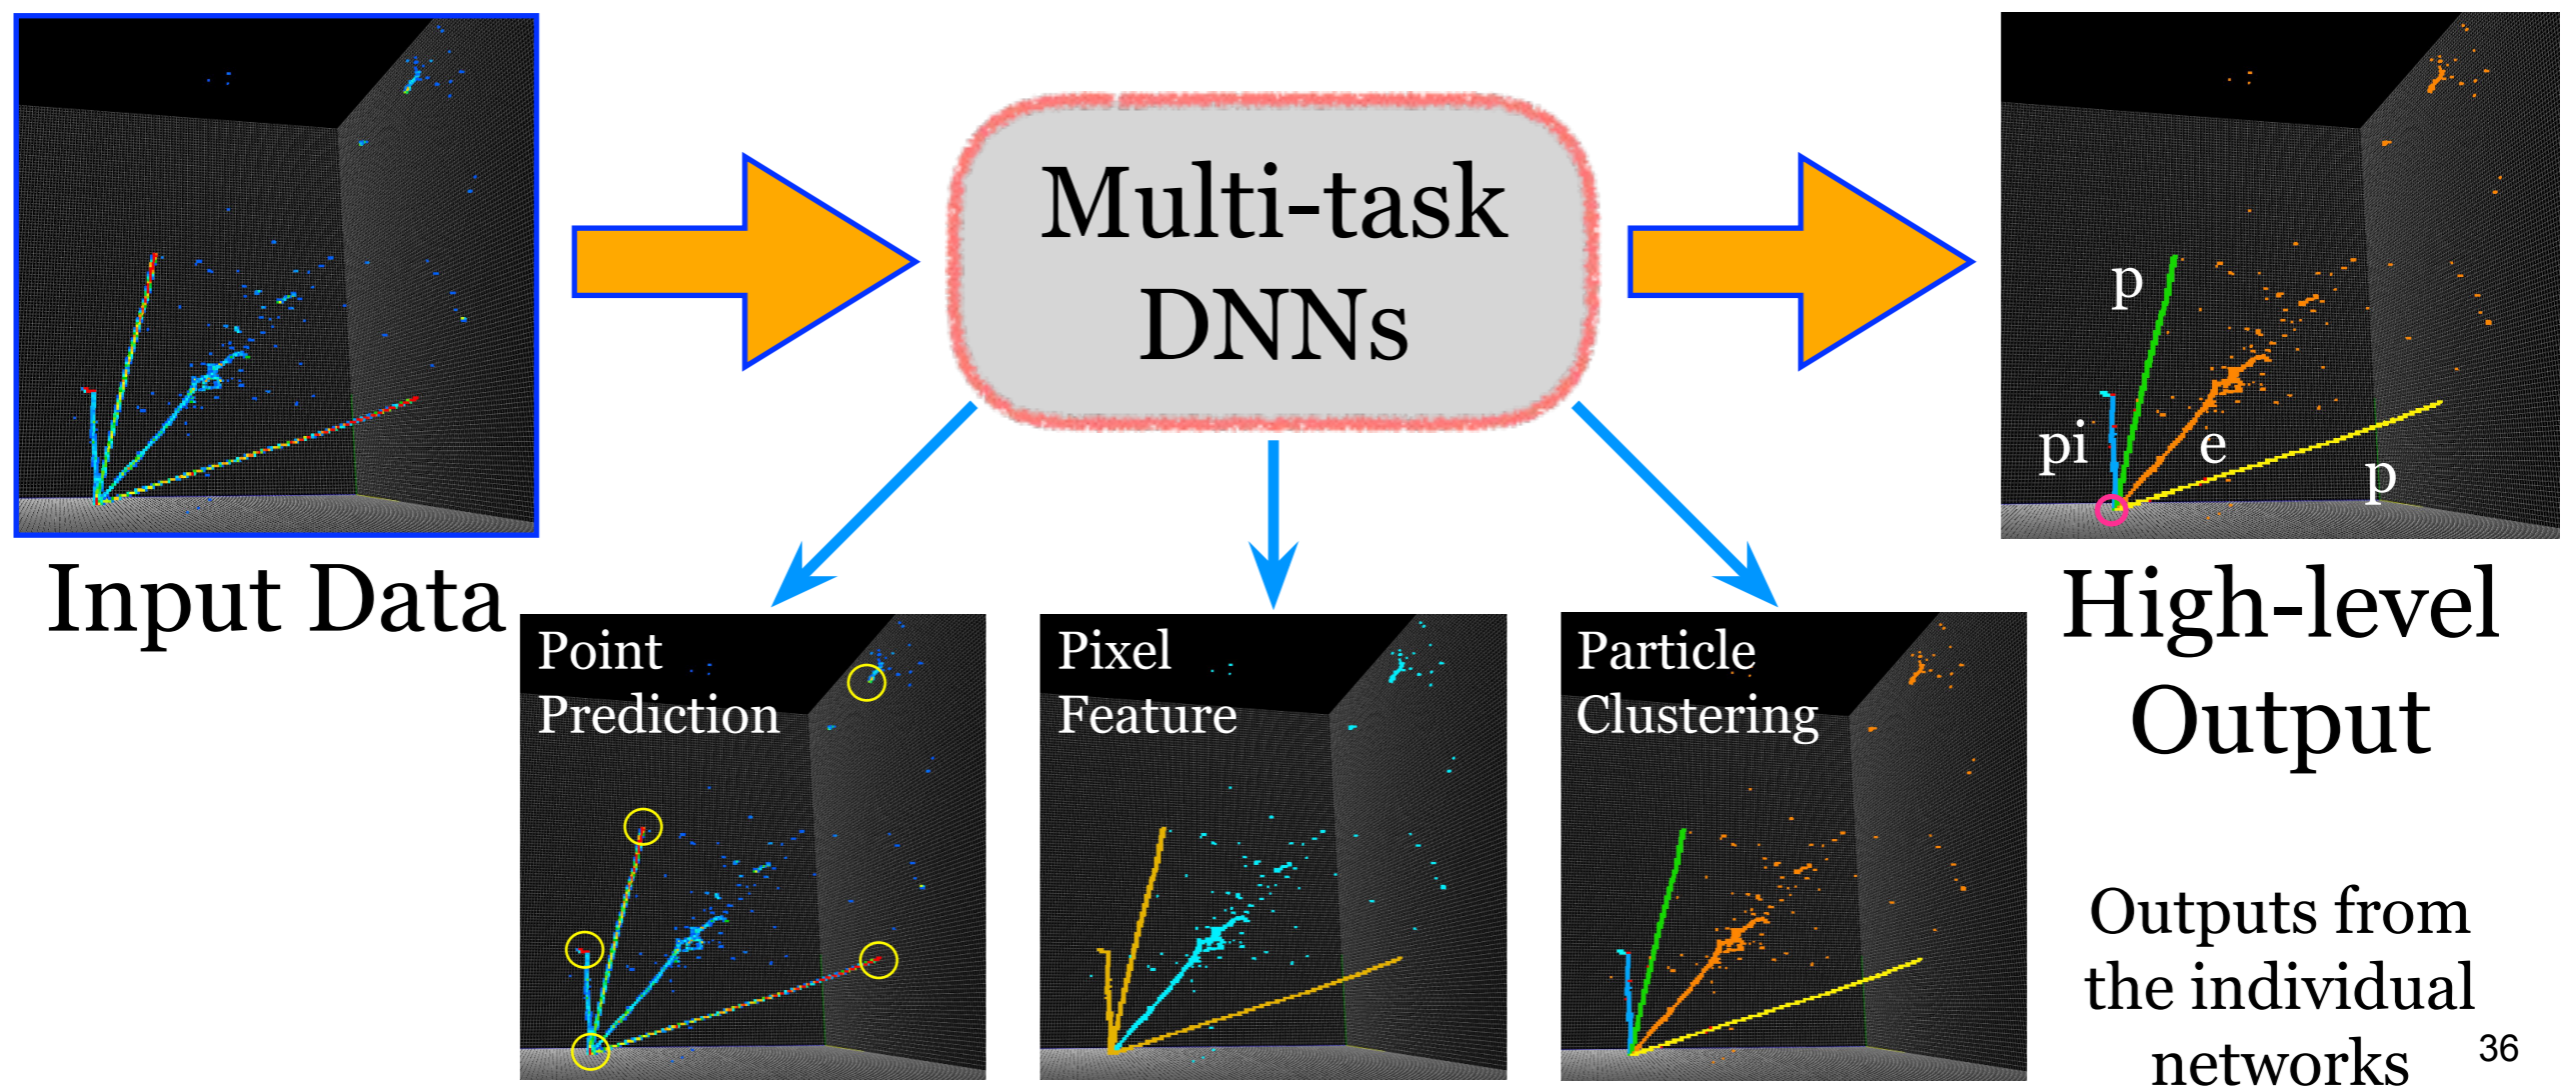 Multi-task
DNNs
Input Data
Point
Prediction
Pixel
Feature
Particle
Clustering
p
pi
e
p
High-level
Output
Outputs from
the individual
networks
36